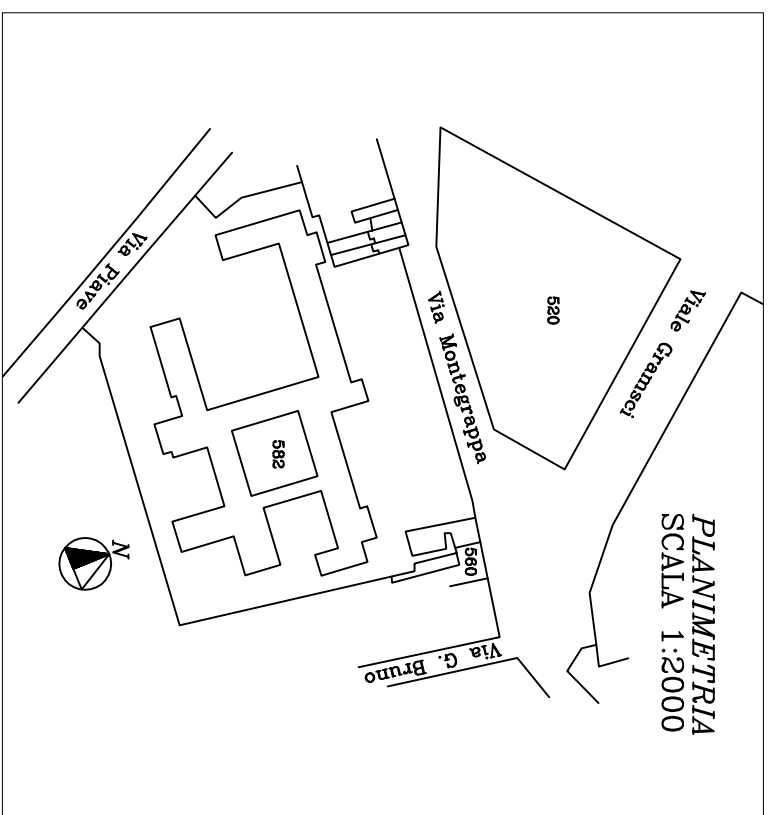 PLANIMETRIA
SCALA 1:2000
Viale Gramsci
520
Via Montegrappa
560
Via G. Bruno
582
Via Piave
N